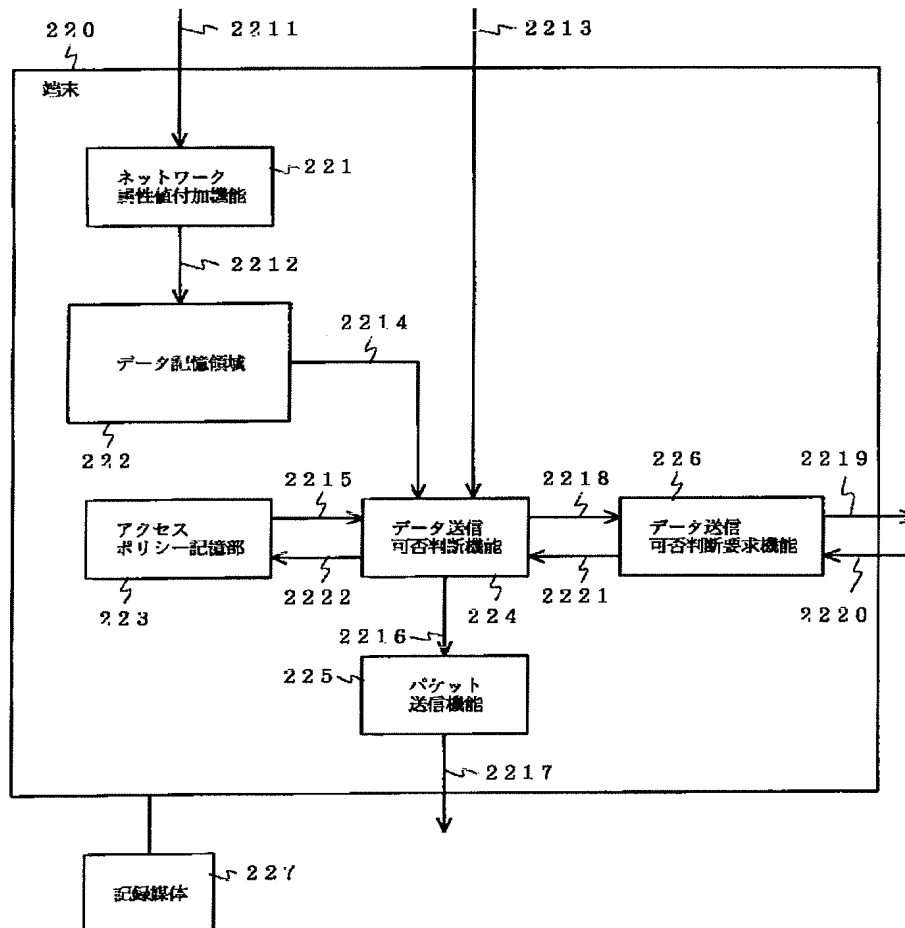 220
2211
2213
端末
ネットワーク
属性値付加機能
221
2212
データ記憶領域
2214
222
2215
2218
226
2219
アクセス
ポリシー記憶部
データ送信
可否判断機能
データ送信
可否判断要求機能
223
2222
224
2221
2220
2216
225
パケット
送信機能
2217
記録媒体
227